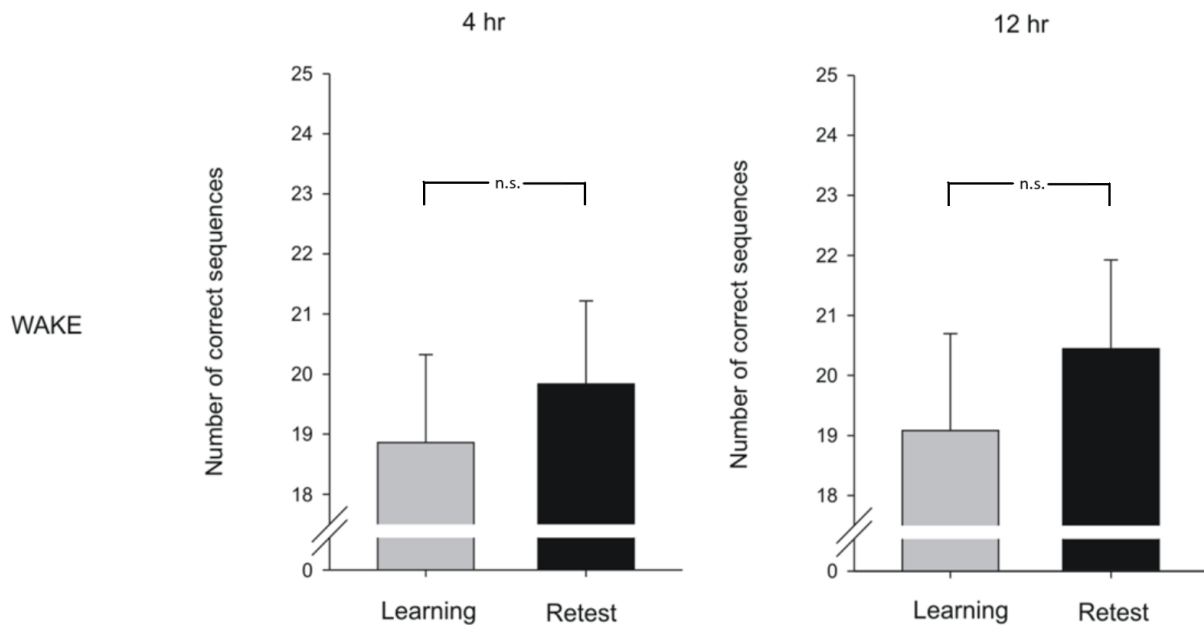 4 hr
12 hr
WAKE
Number of correct sequences
25
24
23
22
21
20
19
18
0
n.s.
Learning
Retest
Number of correct sequences
25
24
23
22
21
20
19
18
0
n.s.
Learning
Retest